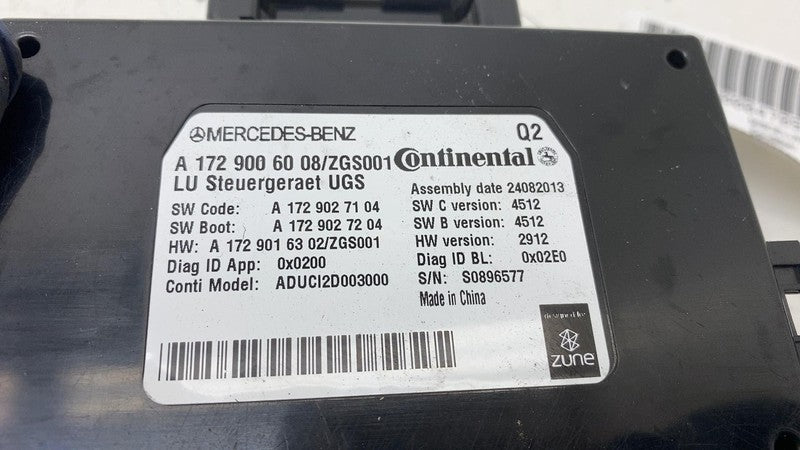 MERCEDES-BENZ Q2
A 172 900 60 08/ZGS001 Continental
LU Steuergeraet UGS
Assembly date 24082013
SW Code: A 172 902 71 04
SW C version: 4512
SW Boot: A 172 902 72 04
SW B version: 4512
HW: A 172 901 63 02/ZGS001
HW version: 2912
Diag ID App: 0x0200
Diag ID BL: 0x02E0
Conti Model: ADUCI2D003000
S/N: S0896577
Made in China
designed for
zune